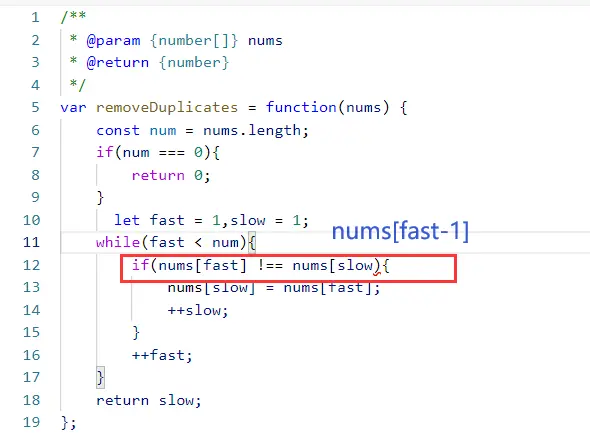 1 /**
2  * @param {number[]} nums
3  * @return {number}
4  */
5 var removeDuplicates = function(nums) {
6     const num = nums.length;
7     if(num === 0){
8         return 0;
9     }
10       let fast = 1,slow = 1;
nums[fast-1]
11     while(fast < num){
12         if(nums[fast] !== nums[slow){
13             nums[slow] = nums[fast];
14             ++slow;
15         }
16         ++fast;
17     }
18     return slow;
19 };